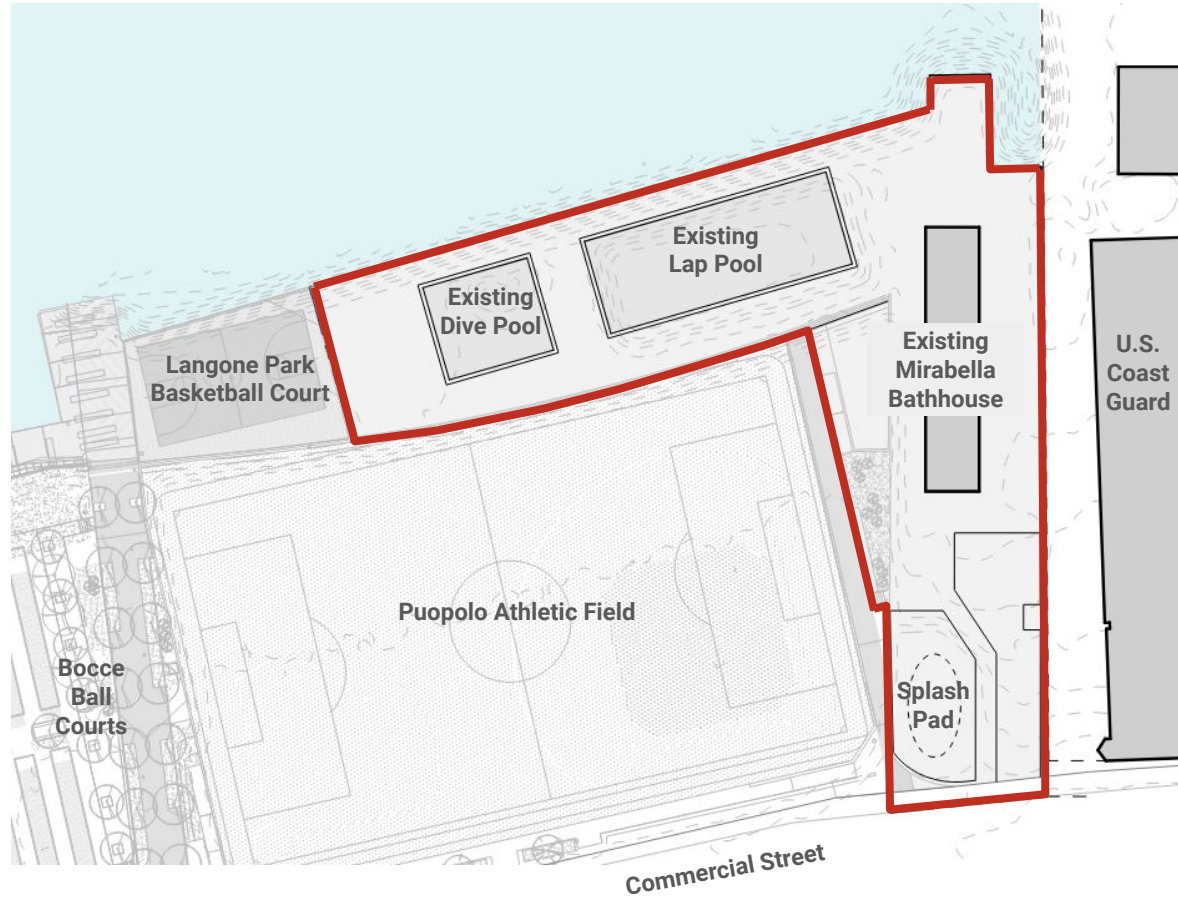 Existing
Lap Pool
Existing
Dive Pool
Langone Park
Basketball Court
Existing
Mirabella
Bathhouse
U.S.
Coast
Guard
Puopolo Athletic Field
Bocce
Ball
Courts
Splash
Pad
Commercial Street